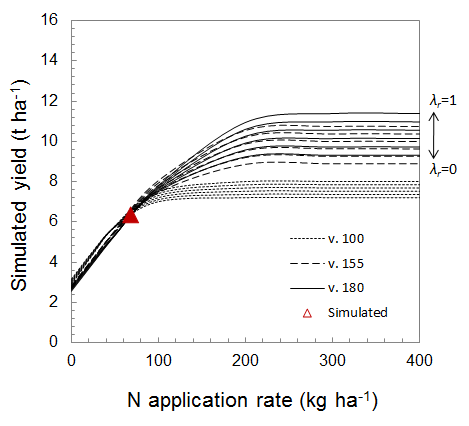 Simulated yield (t ha-1)
16
14
12
10
8
6
4
2
0
λr=1
λr=0
v. 100
v. 155
v. 180
Simulated
0 100 200 300 400
N application rate (kg ha-1)